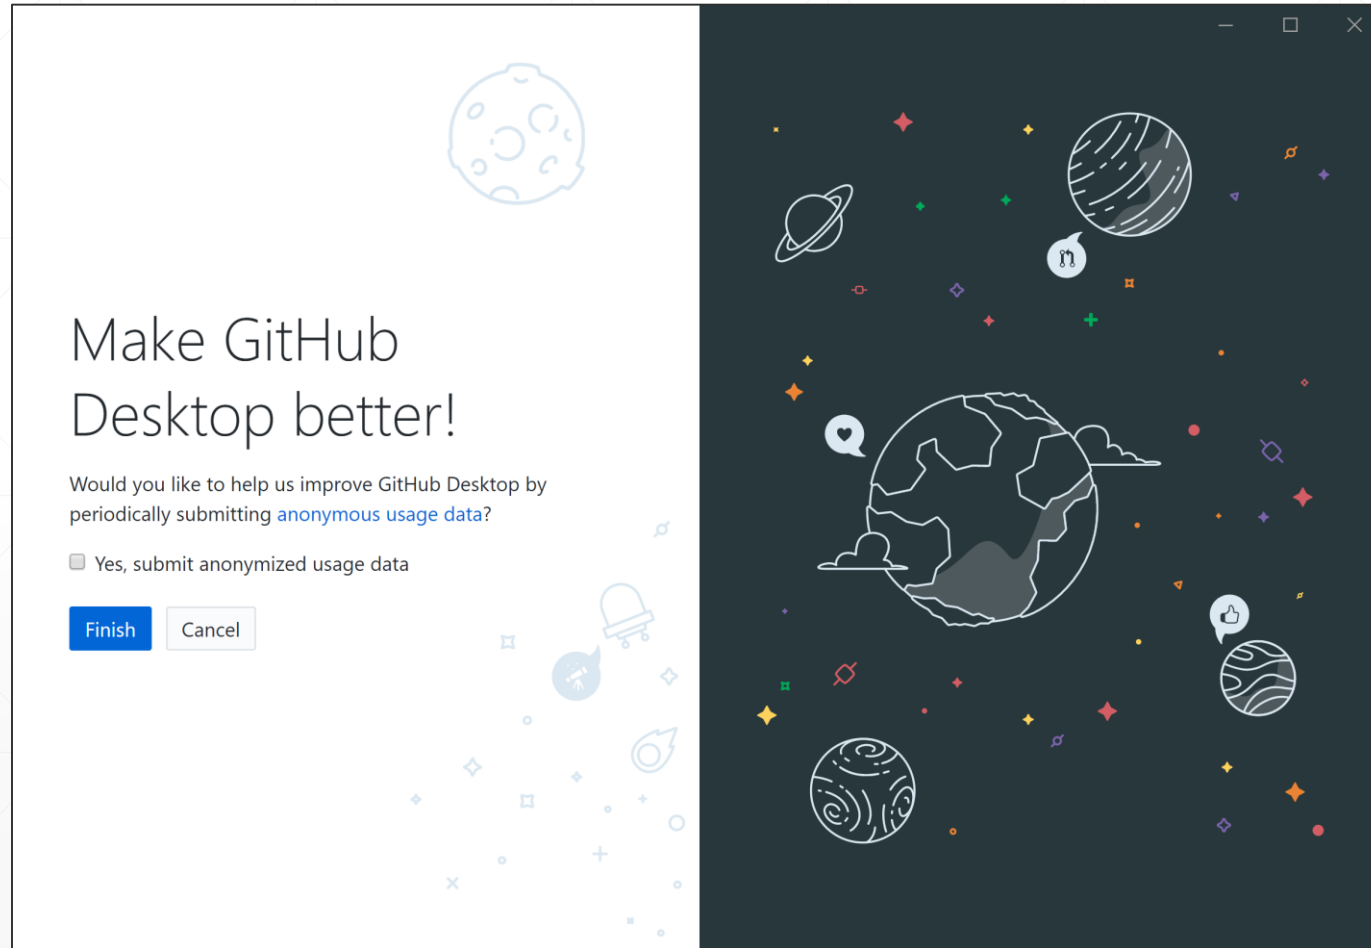 Make GitHub
Desktop better!
Would you like to help us improve GitHub Desktop by
periodically submitting anonymous usage data?
Yes, submit anonymized usage data
Finish Cancel